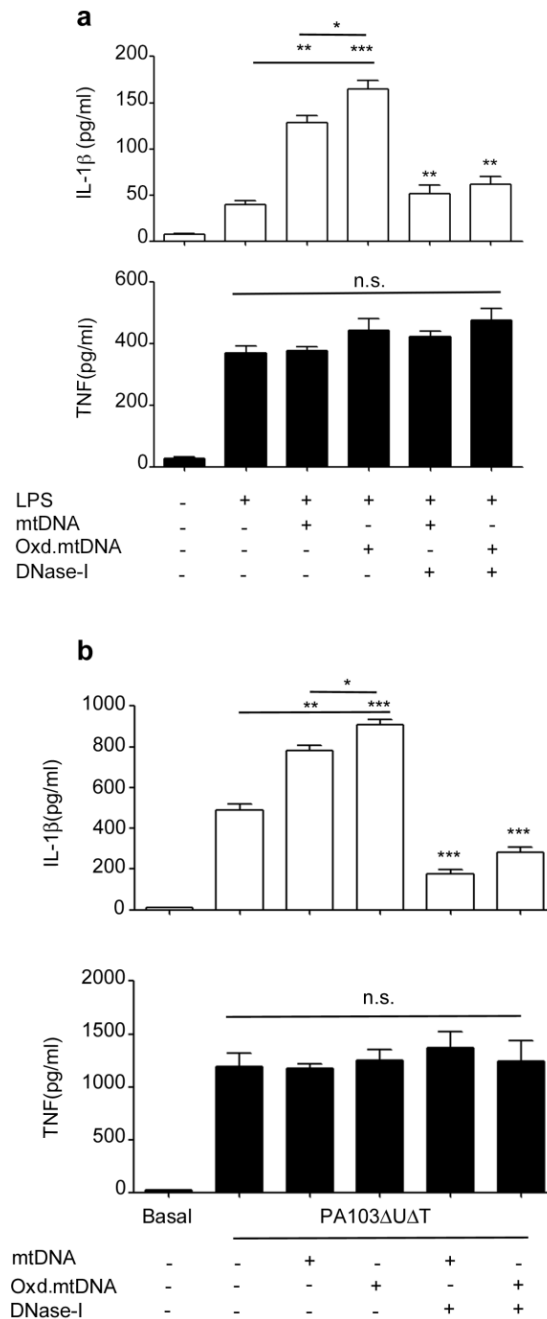 a
*
** ***
200
150
100
50
0
IL-1β (pg/ml)
**
**
n.s.
600
400
200
0
TNF(pg/ml)
LPS - + + + + +
mtDNA - - + - + -
Oxd.mtDNA - - - + - +
DNase-I - - - - + +
b
*
** ***
1000
800
600
400
200
0
IL-1β(pg/ml)
***
***
n.s.
2000
1500
1000
500
0
TNF(pg/ml)
Basal PA103ΔUΔT
mtDNA - - + - + -
Oxd.mtDNA - - - + - +
DNase-I - - - - + +